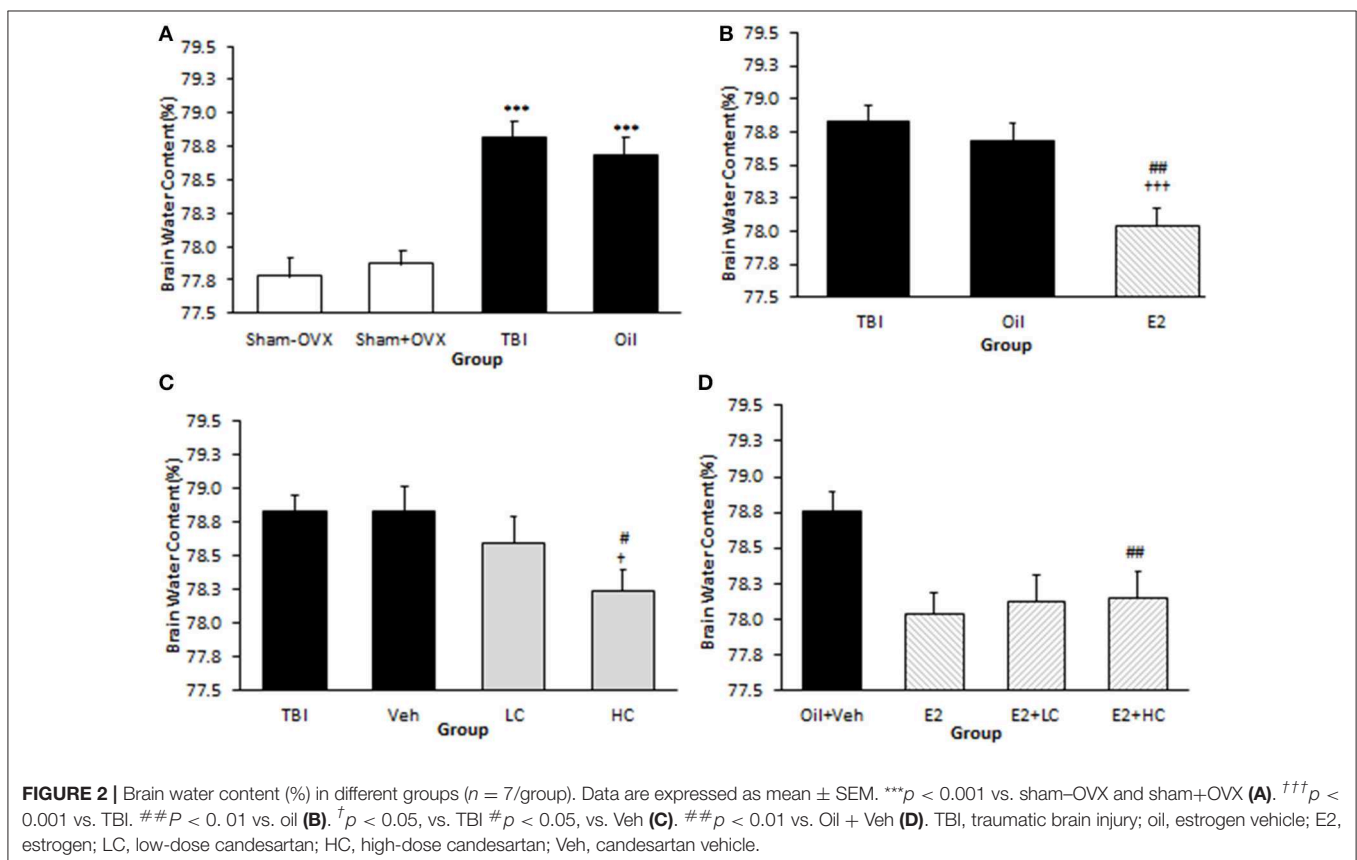 A
79.5
79.3
79.0
78.8
78.5
78.3
78.0
77.8
77.5
Brain Water Content(%)
***
***
Sham-OVX Sham+OVX TBI Oil
Group
B
79.5
79.3
79.0
78.8
78.5
78.3
78.0
77.8
77.5
Brain Water Content(%)
##
†††
TBI Oil E2
Group
C
79.5
79.3
79.0
78.8
78.5
78.3
78.0
77.8
77.5
Brain Water Content(%)
#
†
TBI Veh LC HC
Group
D
79.5
79.3
79.0
78.8
78.5
78.3
78.0
77.8
77.5
Brain Water Content(%)
##
Oil+Veh E2 E2+LC E2+HC
Group
FIGURE 2 | Brain water content (%) in different groups (n = 7/group). Data are expressed as mean ± SEM. ***p < 0.001 vs. sham–OVX and sham+OVX (A). †††p <
0.001 vs. TBI. ##P < 0. 01 vs. oil (B). †p < 0.05, vs. TBI #p < 0.05, vs. Veh (C). ##p < 0.01 vs. Oil + Veh (D). TBI, traumatic brain injury; oil, estrogen vehicle; E2,
estrogen; LC, low-dose candesartan; HC, high-dose candesartan; Veh, candesartan vehicle.